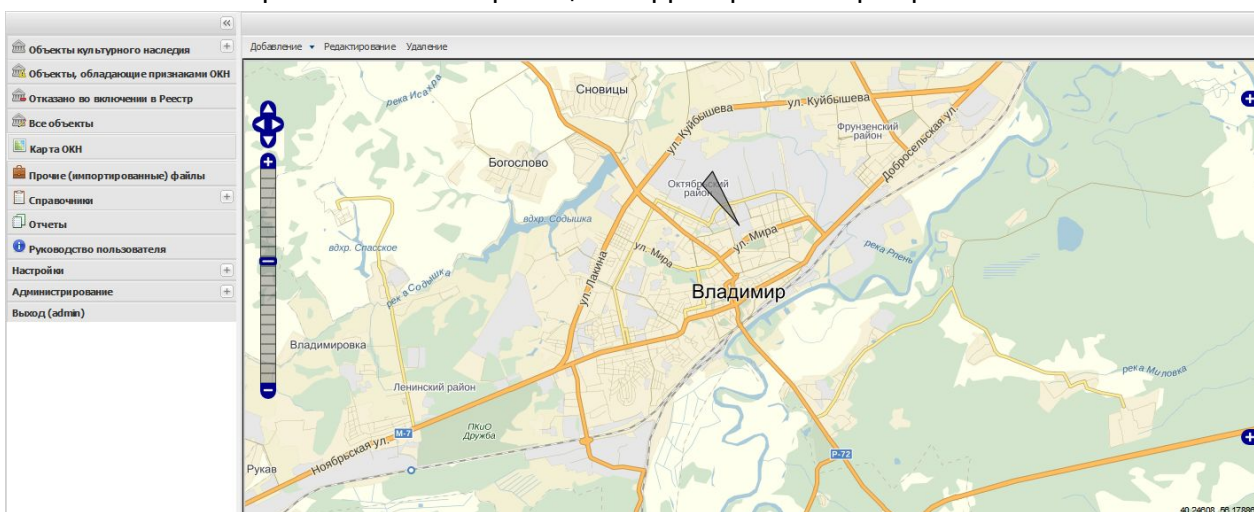 Объекты культурного наследия
Объекты, обладающие признаками ОКН
Отказано во включении в Реестр
Все объекты
Карта ОКН
Прочие (импортированные) файлы
Справочники
Отчеты
Руководство пользователя
Настройки
Администрирование
Выход (admin)
Добавление Редактирование Удаление
Сновицы
река Исахра
ул. Куйбышева
ул. Куйбышева
Фрунзенский
район
Добросельская ул.
Богослово
Октябрьский
район
вдхр. Содышка
ул. Мира
ул. Мира
река Рпень
вдхр. Спасское
река Содышка
ул. Лакина
Владимир
Владимировка
река Миловка
Ленинский район
ПКиО
Дружба
М-7
Ноябрьская ул.
Р-72
Рукав